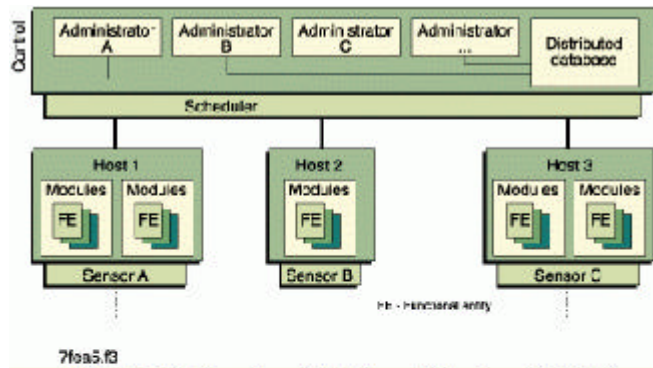 Control
Administrator A
Administrator B
Administrator C
Administrator ...
Distributed database
Scheduler
Host 1
Modules
FE
Modules
FE
Sensor A
Host 2
Modules
FE
Sensor B
Host 3
Modules
FE
Modules
FE
Sensor C
FE - Functional entity
7fea5.f3